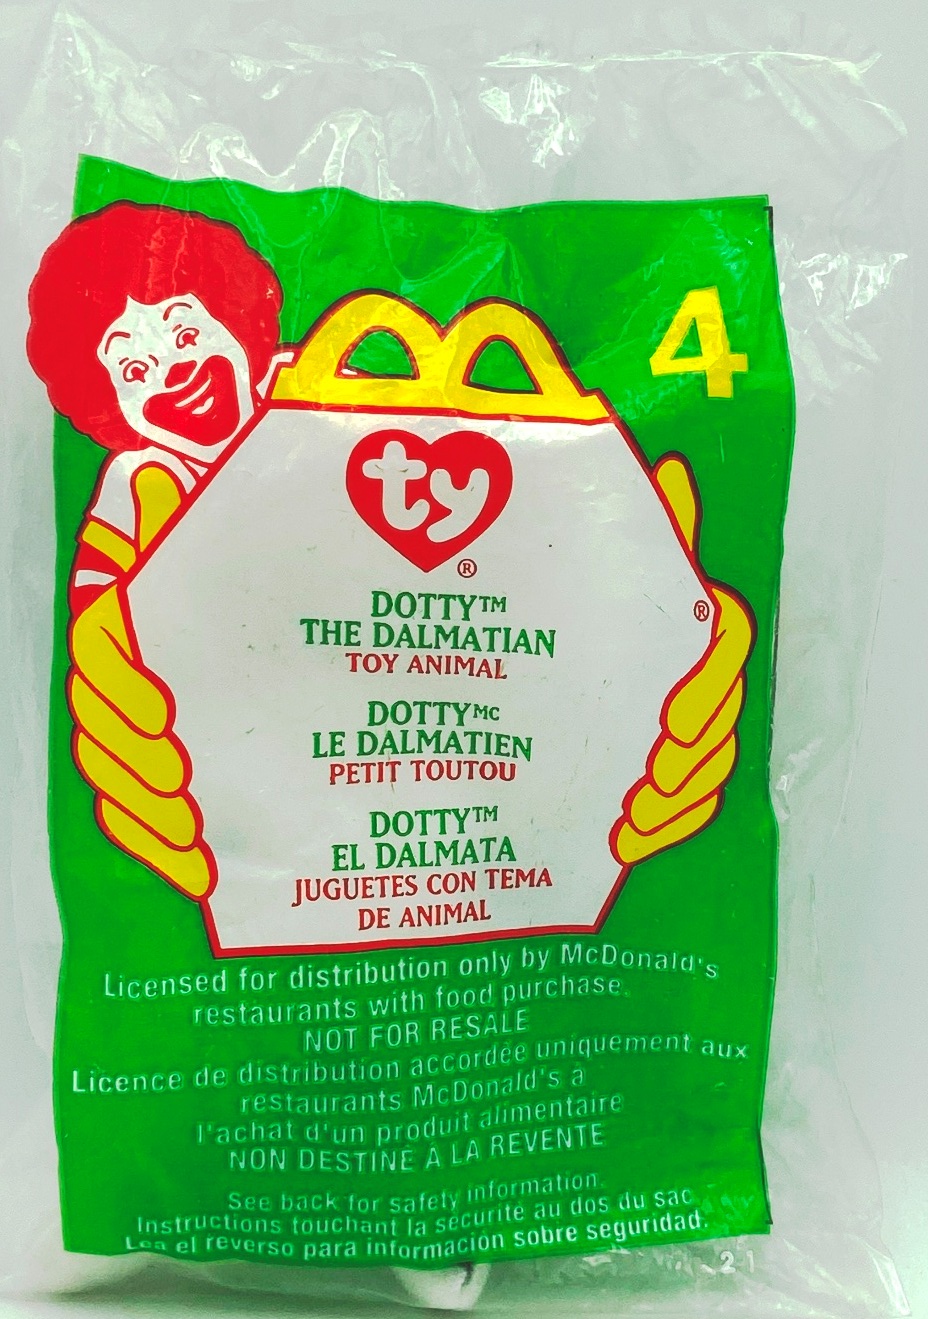 4
ty
®
DOTTY™
THE DALMATIAN
TOY ANIMAL
®
DOTTYMC
LE DALMATIEN
PETIT TOUTOU
DOTTY™
EL DALMATA
JUGUETES CON TEMA
DE ANIMAL
Licensed for distribution only by McDonald's
restaurants with food purchase.
NOT FOR RESALE
Licence de distribution accordée uniquement aux
restaurants McDonald's à
l'achat d'un produit alimentaire
NON DESTINÉ À LA REVENTE
See back for safety information.
Instructions touchant la sécurité au dos du sac
Lea el reverso para información sobre seguridad.
21